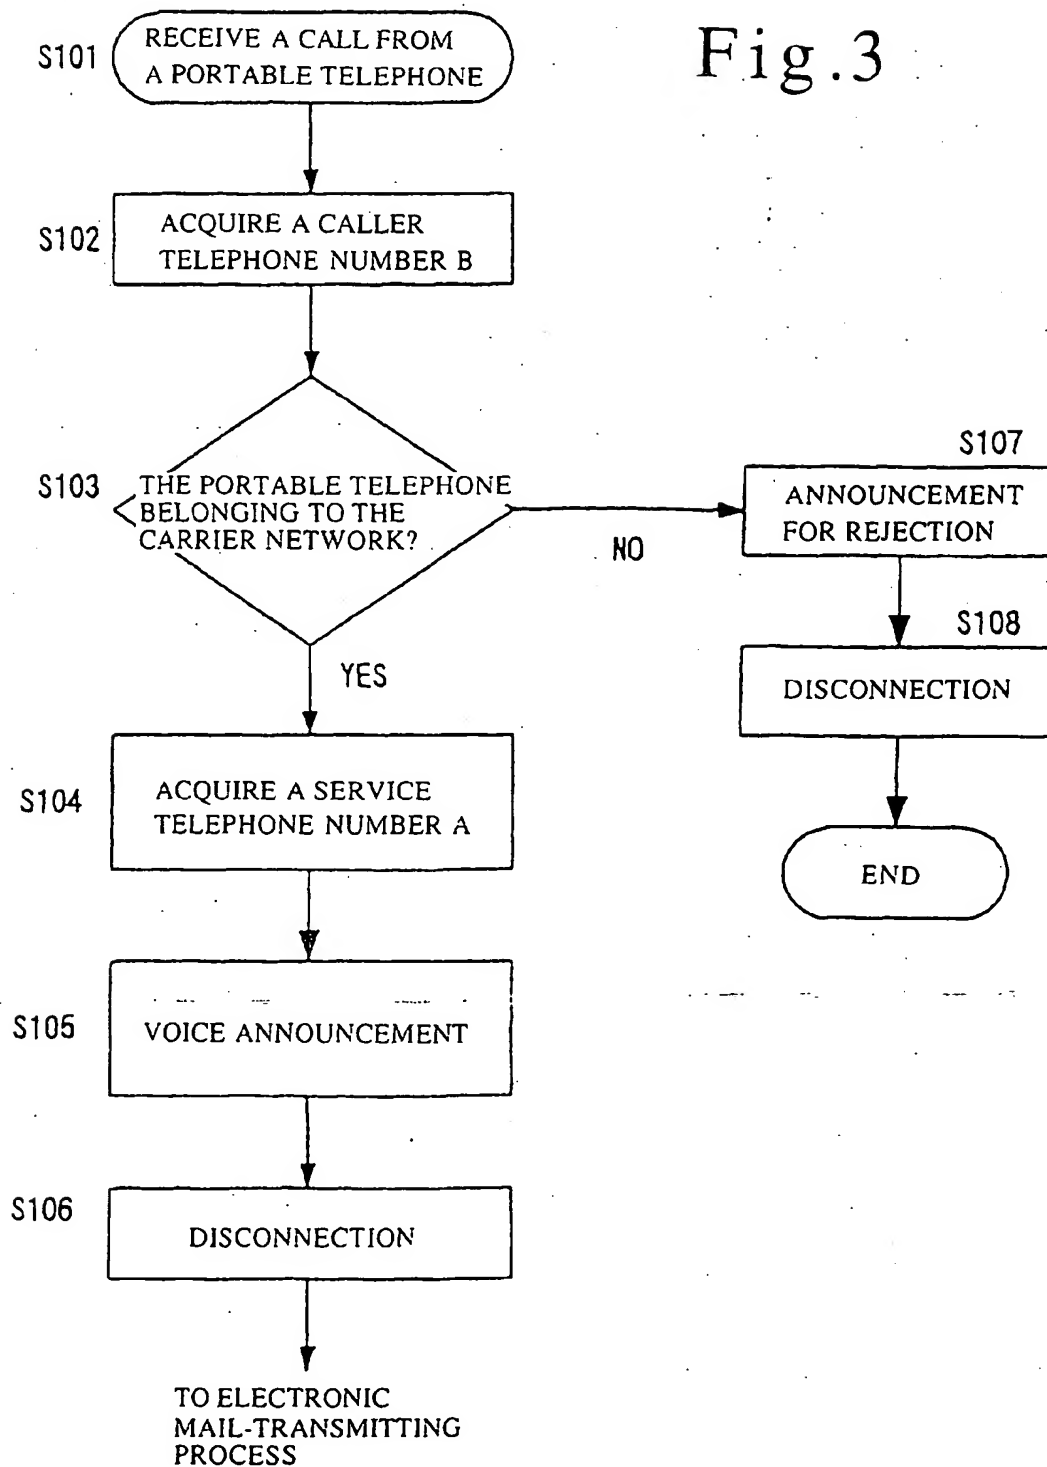 Fig.3
S101
RECEIVE A CALL FROM
A PORTABLE TELEPHONE
S102
ACQUIRE A CALLER
TELEPHONE NUMBER B
S103
THE PORTABLE TELEPHONE
BELONGING TO THE
CARRIER NETWORK?
NO
YES
S107
ANNOUNCEMENT
FOR REJECTION
S108
DISCONNECTION
END
S104
ACQUIRE A SERVICE
TELEPHONE NUMBER A
S105
VOICE ANNOUNCEMENT
S106
DISCONNECTION
TO ELECTRONIC
MAIL-TRANSMITTING
PROCESS